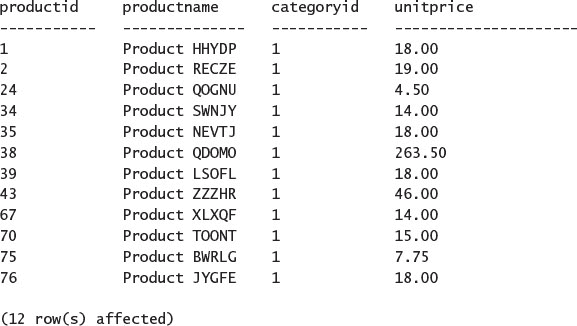 productid productname categoryid unitprice
----------- -------------- ----------- ---------------------
1 Product HHYDP 1 18.00
2 Product RECZE 1 19.00
24 Product QOGNU 1 4.50
34 Product SWNJY 1 14.00
35 Product NEVTJ 1 18.00
38 Product QDOMO 1 263.50
39 Product LSOFL 1 18.00
43 Product ZZZHR 1 46.00
67 Product XLXQF 1 14.00
70 Product TOONT 1 15.00
75 Product BWRLG 1 7.75
76 Product JYGFE 1 18.00
(12 row(s) affected)